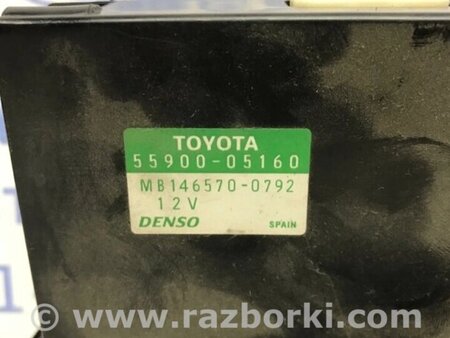 TOYOTA
55900-05160
MB146570-0792
12V
DENSO SPAIN
www.razborki.com